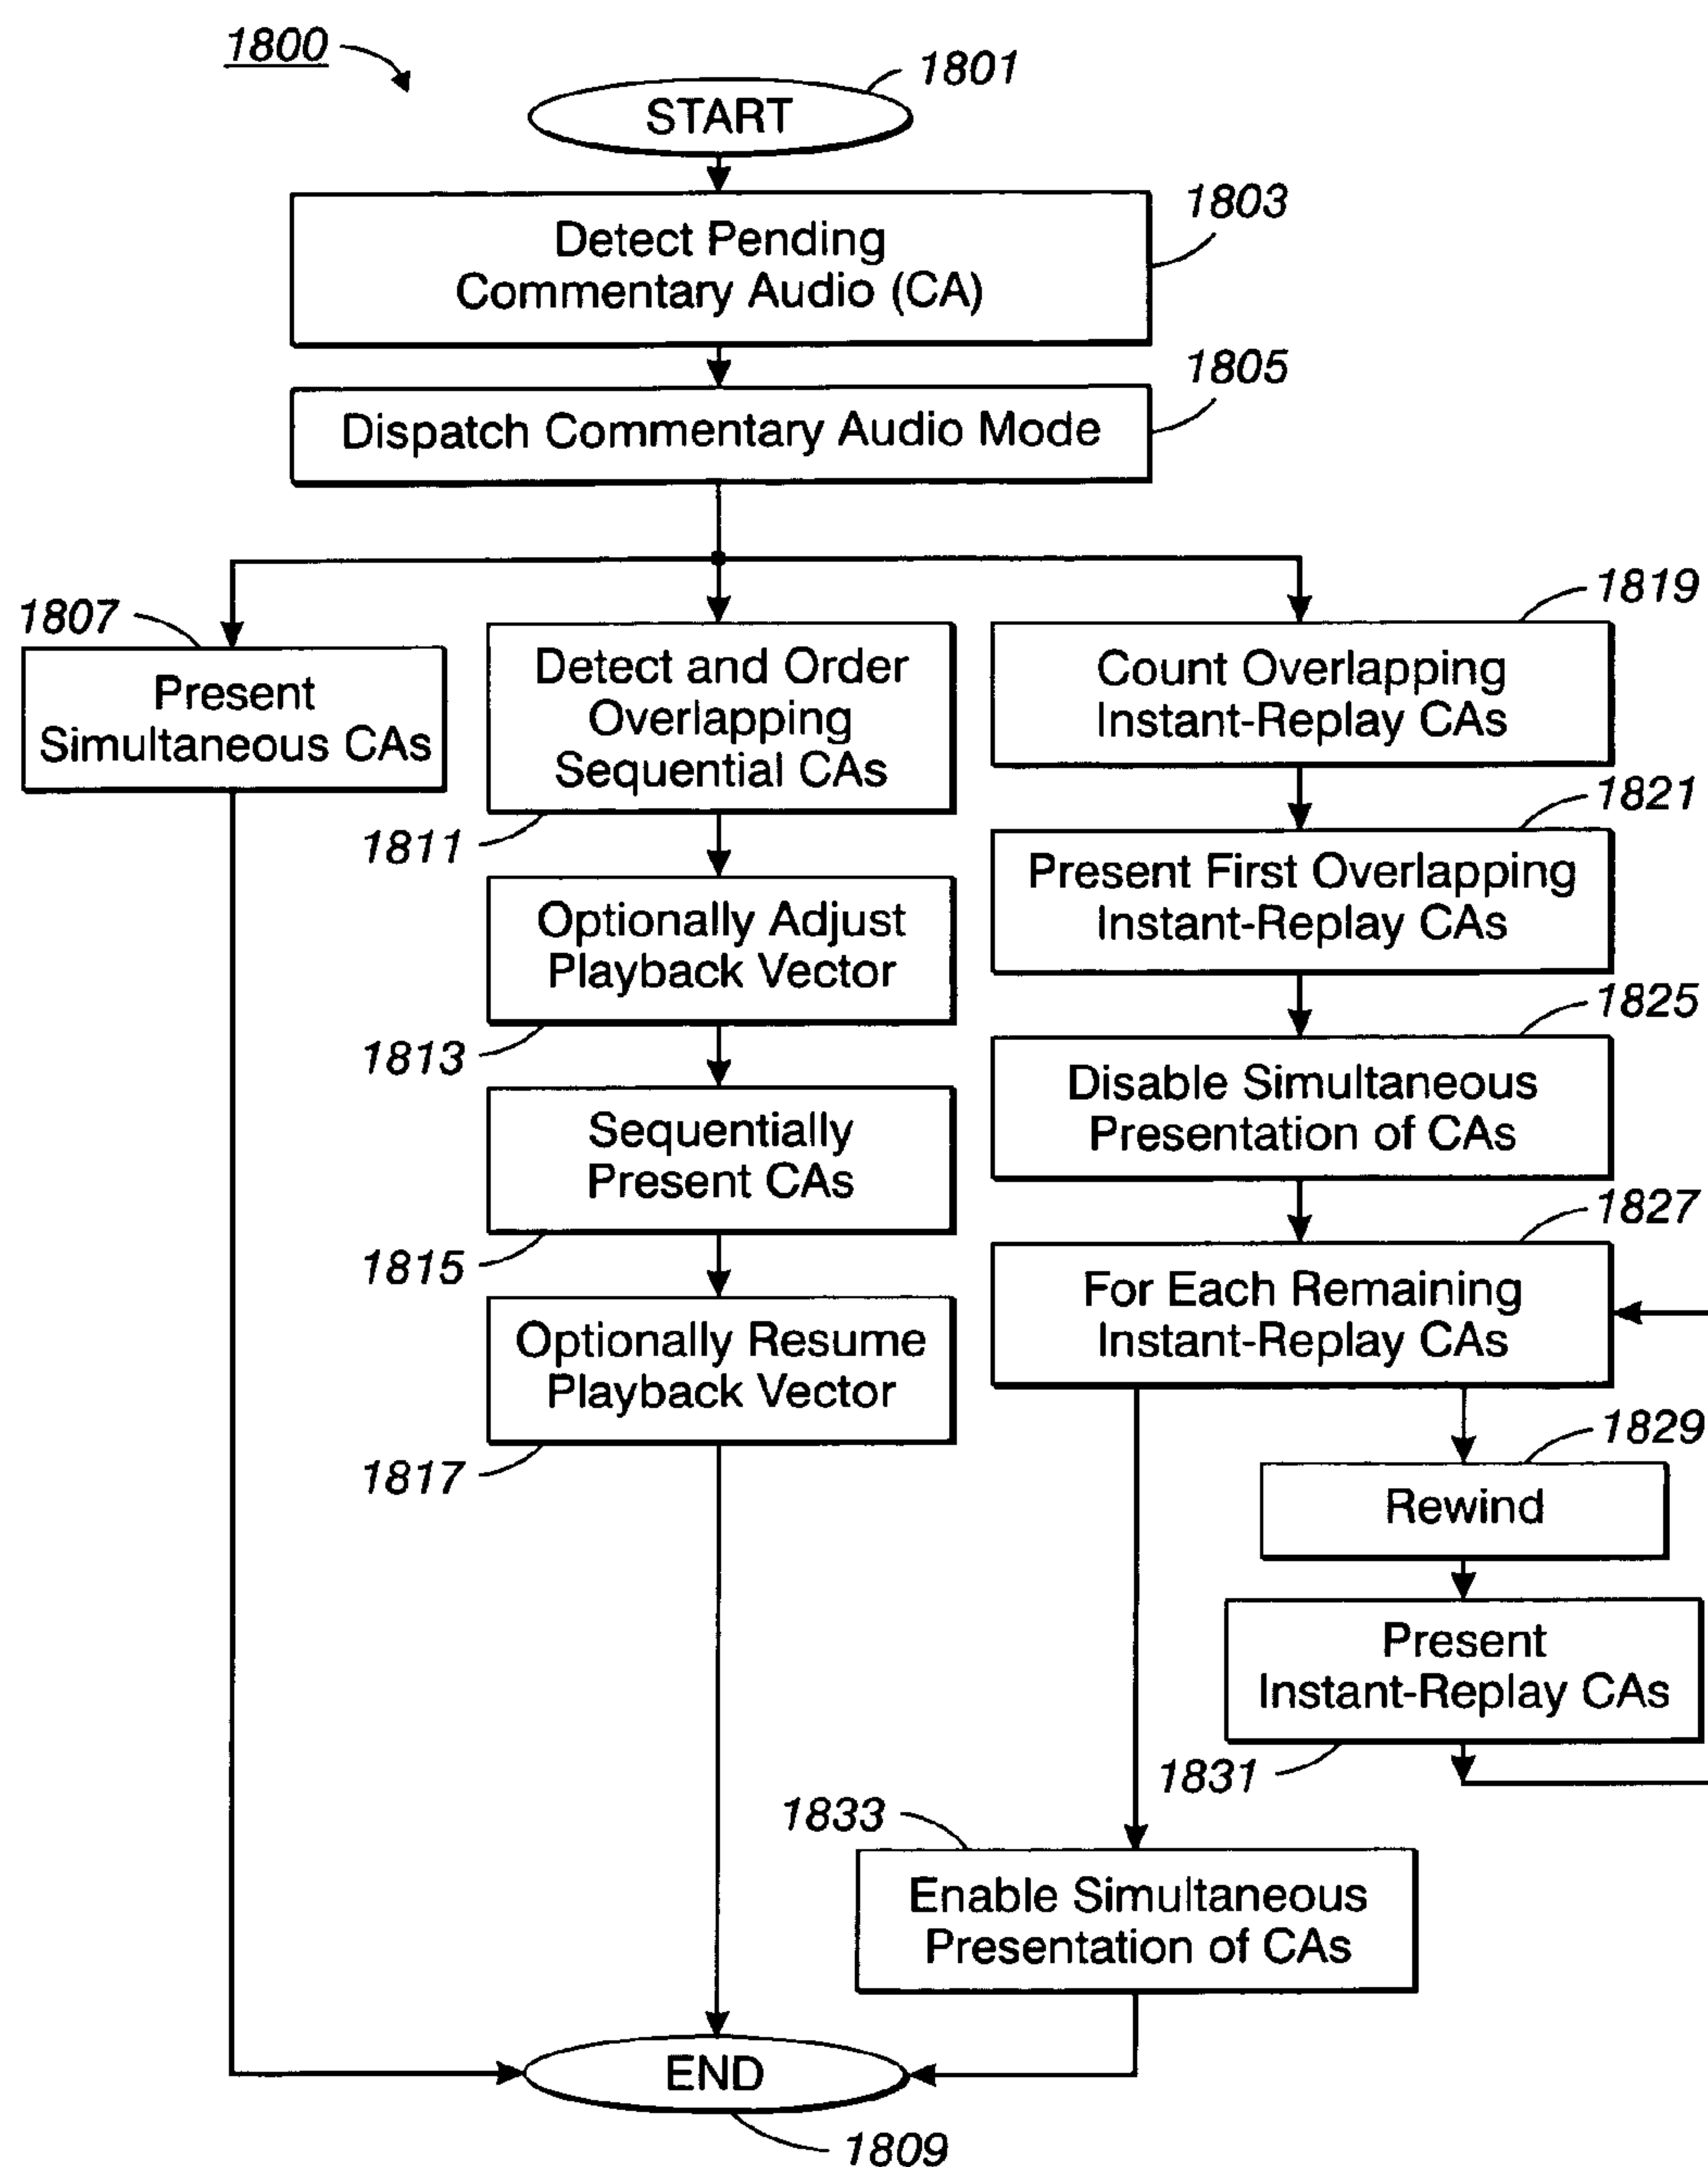 1800
1801
START
1803
Detect Pending
Commentary Audio (CA)
1805
Dispatch Commentary Audio Mode
1807
Present
Simultaneous CAs
Detect and Order
Overlapping
Sequential CAs
1811
Optionally Adjust
Playback Vector
1813
Sequentially
Present CAs
1815
Optionally Resume
Playback Vector
1817
1819
Count Overlapping
Instant-Replay CAs
1821
Present First Overlapping
Instant-Replay CAs
1825
Disable Simultaneous
Presentation of CAs
1827
For Each Remaining
Instant-Replay CAs
1829
Rewind
Present
Instant-Replay CAs
1831
1833
Enable Simultaneous
Presentation of CAs
END
1809